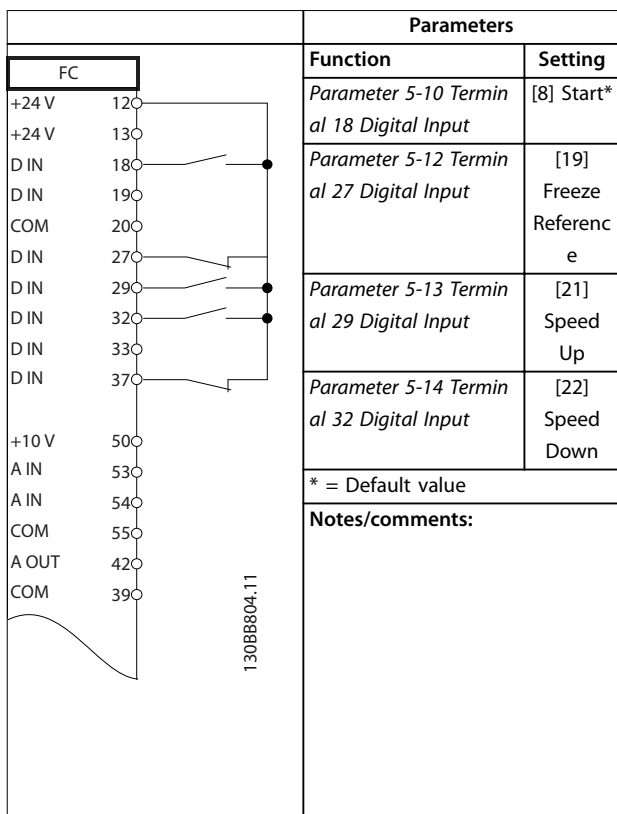 FC
+24 V 12
+24 V 13
D IN 18
D IN 19
COM 20
D IN 27
D IN 29
D IN 32
D IN 33
D IN 37
+10 V 50
A IN 53
A IN 54
COM 55
A OUT 42
COM 39
130BB804.11
Parameters
Function Setting
Parameter 5-10 Termin [8] Start*
al 18 Digital Input
Parameter 5-12 Termin [19]
al 27 Digital Input Freeze
Referenc
e
Parameter 5-13 Termin [21]
al 29 Digital Input Speed
Up
Parameter 5-14 Termin [22]
al 32 Digital Input Speed
Down
* = Default value
Notes/comments: